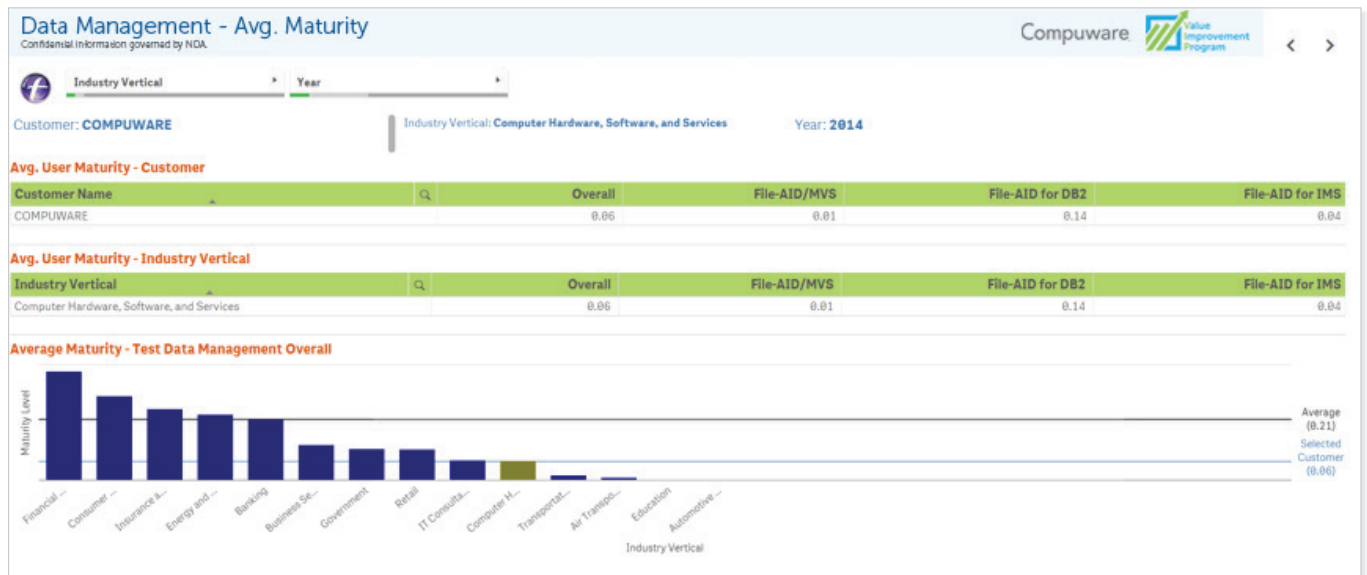 Data Management - Avg. Maturity
Confidential information governed by NDA.
Compuware
Value
Improvement
Program
Industry Vertical
Year
Customer: COMPUWARE
Industry Vertical: Computer Hardware, Software, and Services
Year: 2014
Avg. User Maturity - Customer
Customer Name Overall File-AID/MVS File-AID for DB2 File-AID for IMS
COMPUWARE 0.06 0.01 0.14 0.04
Avg. User Maturity - Industry Vertical
Industry Vertical Overall File-AID/MVS File-AID for DB2 File-AID for IMS
Computer Hardware, Software, and Services 0.06 0.01 0.14 0.04
Average Maturity - Test Data Management Overall
Maturity Level
Average
(0.21)
Selected
Customer
(0.06)
Financial ...
Consumer ...
Insurance a...
Energy and ...
Banking
Business Se...
Government
Retail
IT Consulta...
Computer H...
Transportat...
Air Transpo...
Education
Automotive ...
Industry Vertical